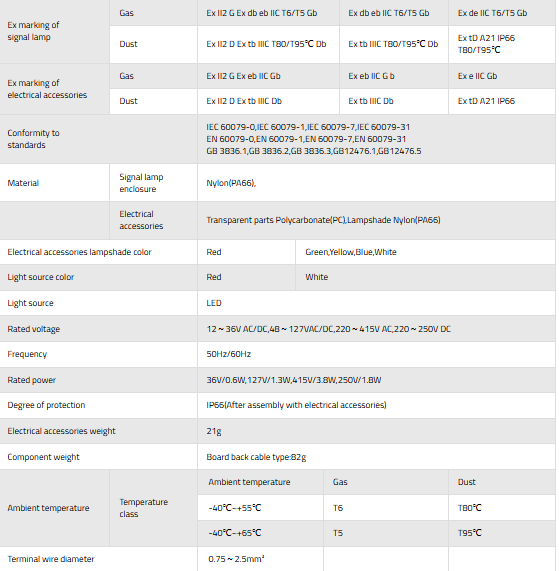 Ex marking of
signal lamp
Gas
Ex II2 G Ex db eb IIC T6/T5 Gb
Ex db eb IIC T6/T5 Gb
Ex de IIC T6/T5 Gb
Dust
Ex II2 D Ex tb IIIC T80/T95℃ Db
Ex tb IIIC T80/T95℃ Db
Ex tD A21 IP66
T80/T95℃
Ex marking of
electrical accessories
Gas
Ex II2 G Ex eb IIC Gb
Ex eb IIC G b
Ex e IIC Gb
Dust
Ex II2 D Ex tb IIIC Db
Ex tb IIIC Db
Ex tD A21 IP66
Conformity to
standards
IEC 60079-0,IEC 60079-1,IEC 60079-7,IEC 60079-31
EN 60079-0,EN 60079-1,EN 60079-7,EN 60079-31
GB 3836.1,GB 3836.2,GB 3836.3,GB12476.1,GB12476.5
Material
Signal lamp
enclosure
Nylon(PA66),
Electrical
accessories
Transparent parts Polycarbonate(PC),Lampshade Nylon(PA66)
Electrical accessories lampshade color
Red
Green,Yellow,Blue,White
Light source color
Red
White
Light source
LED
Rated voltage
12～36V AC/DC,48～127VAC/DC,220～415V AC,220～250V DC
Frequency
50Hz/60Hz
Rated power
36V/0.6W,127V/1.3W,415V/3.8W,250V/1.8W
Degree of protection
IP66(After assembly with electrical accessories)
Electrical accessories weight
21g
Component weight
Board back cable type:82g
Ambient temperature
Temperature
class
Ambient temperature
Gas
Dust
-40℃~+55℃
T6
T80℃
-40℃~+65℃
T5
T95℃
Terminal wire diameter
0.75～2.5mm²